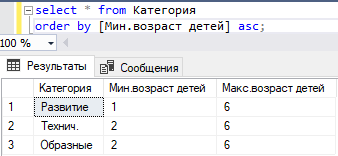 select * from Категория
order by [Мин.возраст детей] asc;
100 %
Результаты Сообщения
Категория Мин.возраст детей Макс.возраст детей
1 Развитие 1 6
2 Технич. 2 6
3 Образные 2 6